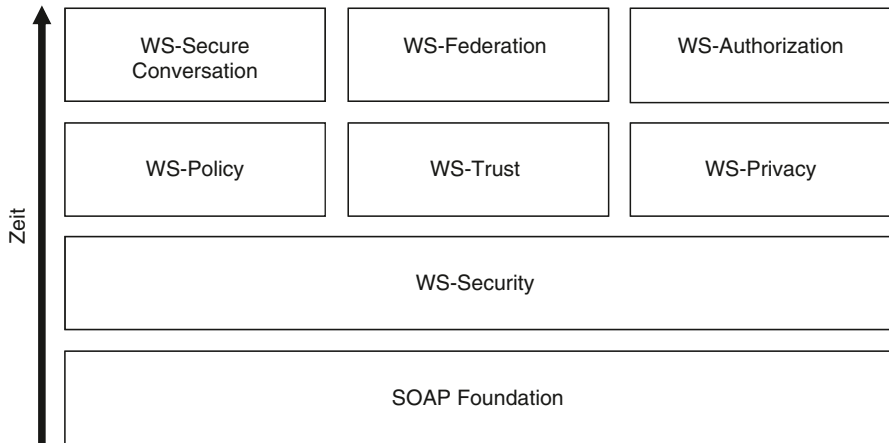 WS-Secure
Conversation
WS-Federation
WS-Authorization
WS-Policy
WS-Trust
WS-Privacy
WS-Security
SOAP Foundation
Zeit